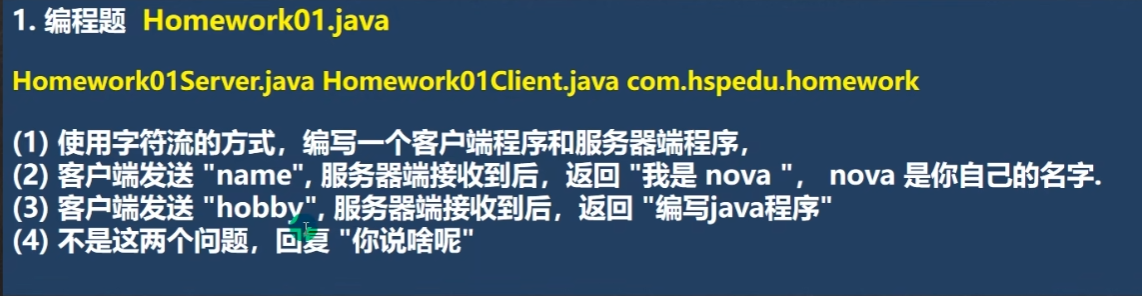 1. 编程题 Homework01.java
Homework01Server.java Homework01Client.java com.hspedu.homework
(1) 使用字符流的方式，编写一个客户端程序和服务器端程序，
(2) 客户端发送 "name", 服务器端接收到后，返回 "我是 nova ", nova 是你自己的名字.
(3) 客户端发送 "hobby", 服务器端接收到后，返回 "编写java程序"
(4) 不是这两个问题，回复 "你说啥呢"